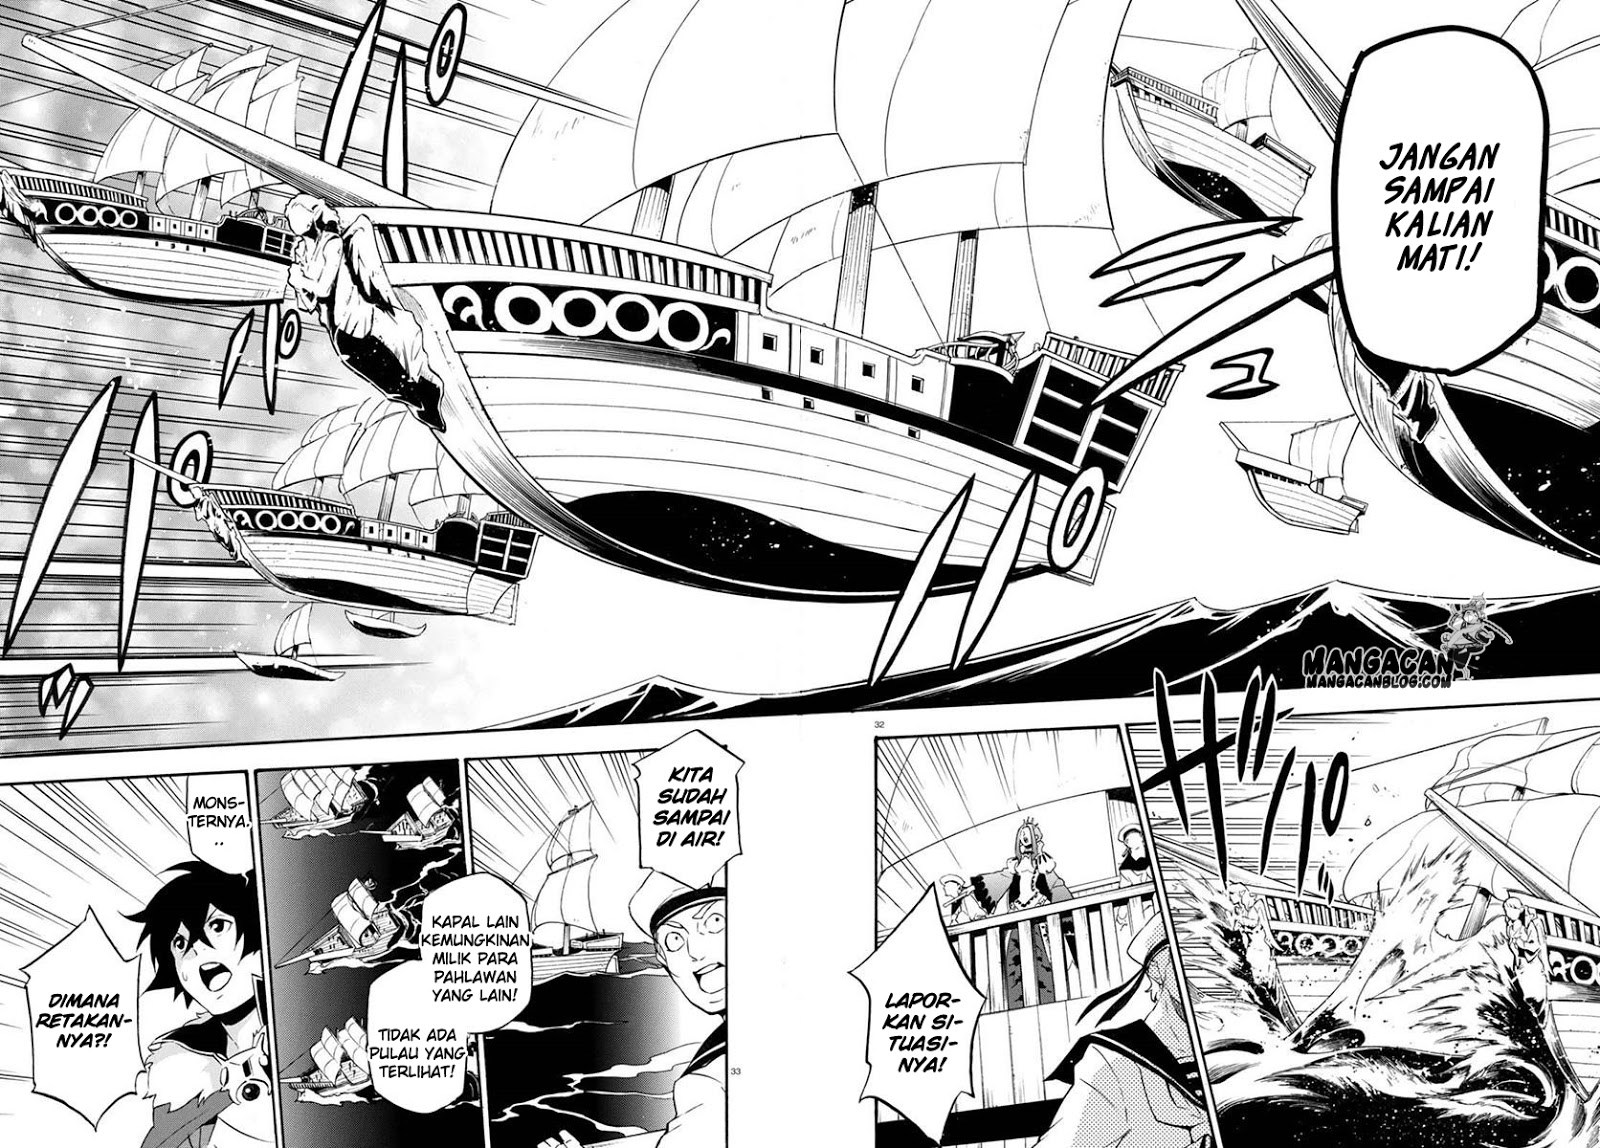 JANGAN
SAMPAI
KALIAN
MATI!
MANGACAN
MANGACANBLOG.COM
32
LAPOR-
KAN SI-
TUASI-
NYA!
KITA
SUDAH
SAMPAI
DI AIR!
KAPAL LAIN
KEMUNGKINAN
MILIK PARA
PAHLAWAN
YANG LAIN!
TIDAK ADA
PULAU YANG
TERLIHAT!
33
MONS-
TERNYA.
..
DIMANA
RETAKAN-
NYA?!